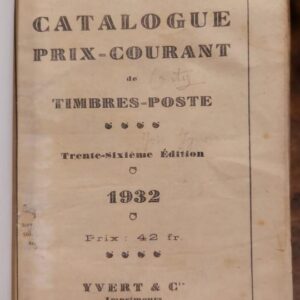 CATALOGUE
PRIX-COURANT
de
TIMBRES-POSTE
Trente-Sixième Édition
1932
Prix : 42 fr.
YVERT & Cie